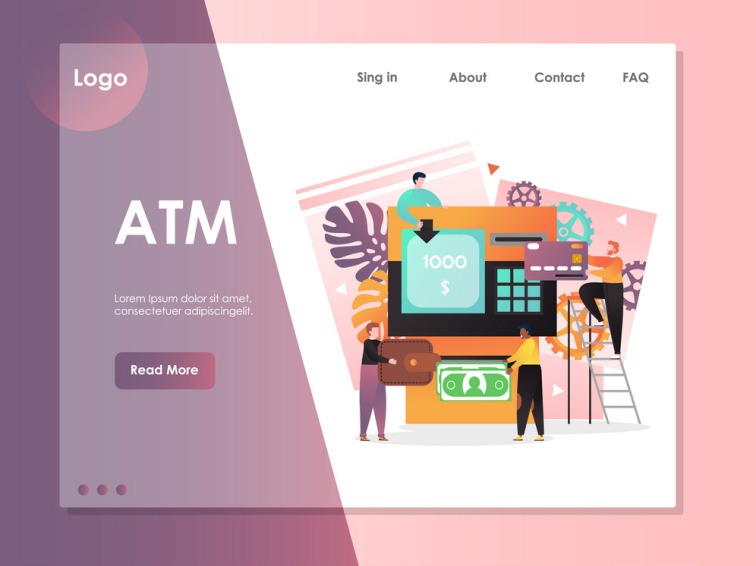 Logo
Sing in
About
Contact
FAQ
ATM
Lorem Ipsum dolor sit amet,
consectetuer adipiscingelit.
Read More
1000
$